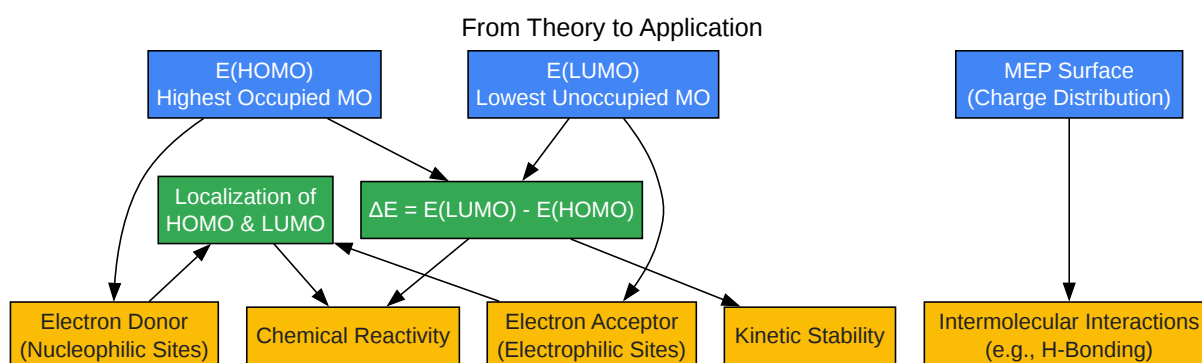 From Theory to Application
E(HOMO)
Highest Occupied MO
E(LUMO)
Lowest Unoccupied MO
MEP Surface
(Charge Distribution)
Localization of
HOMO & LUMO
ΔE = E(LUMO) - E(HOMO)
Electron Donor
(Nucleophilic Sites)
Chemical Reactivity
Electron Acceptor
(Electrophilic Sites)
Kinetic Stability
Intermolecular Interactions
(e.g., H-Bonding)